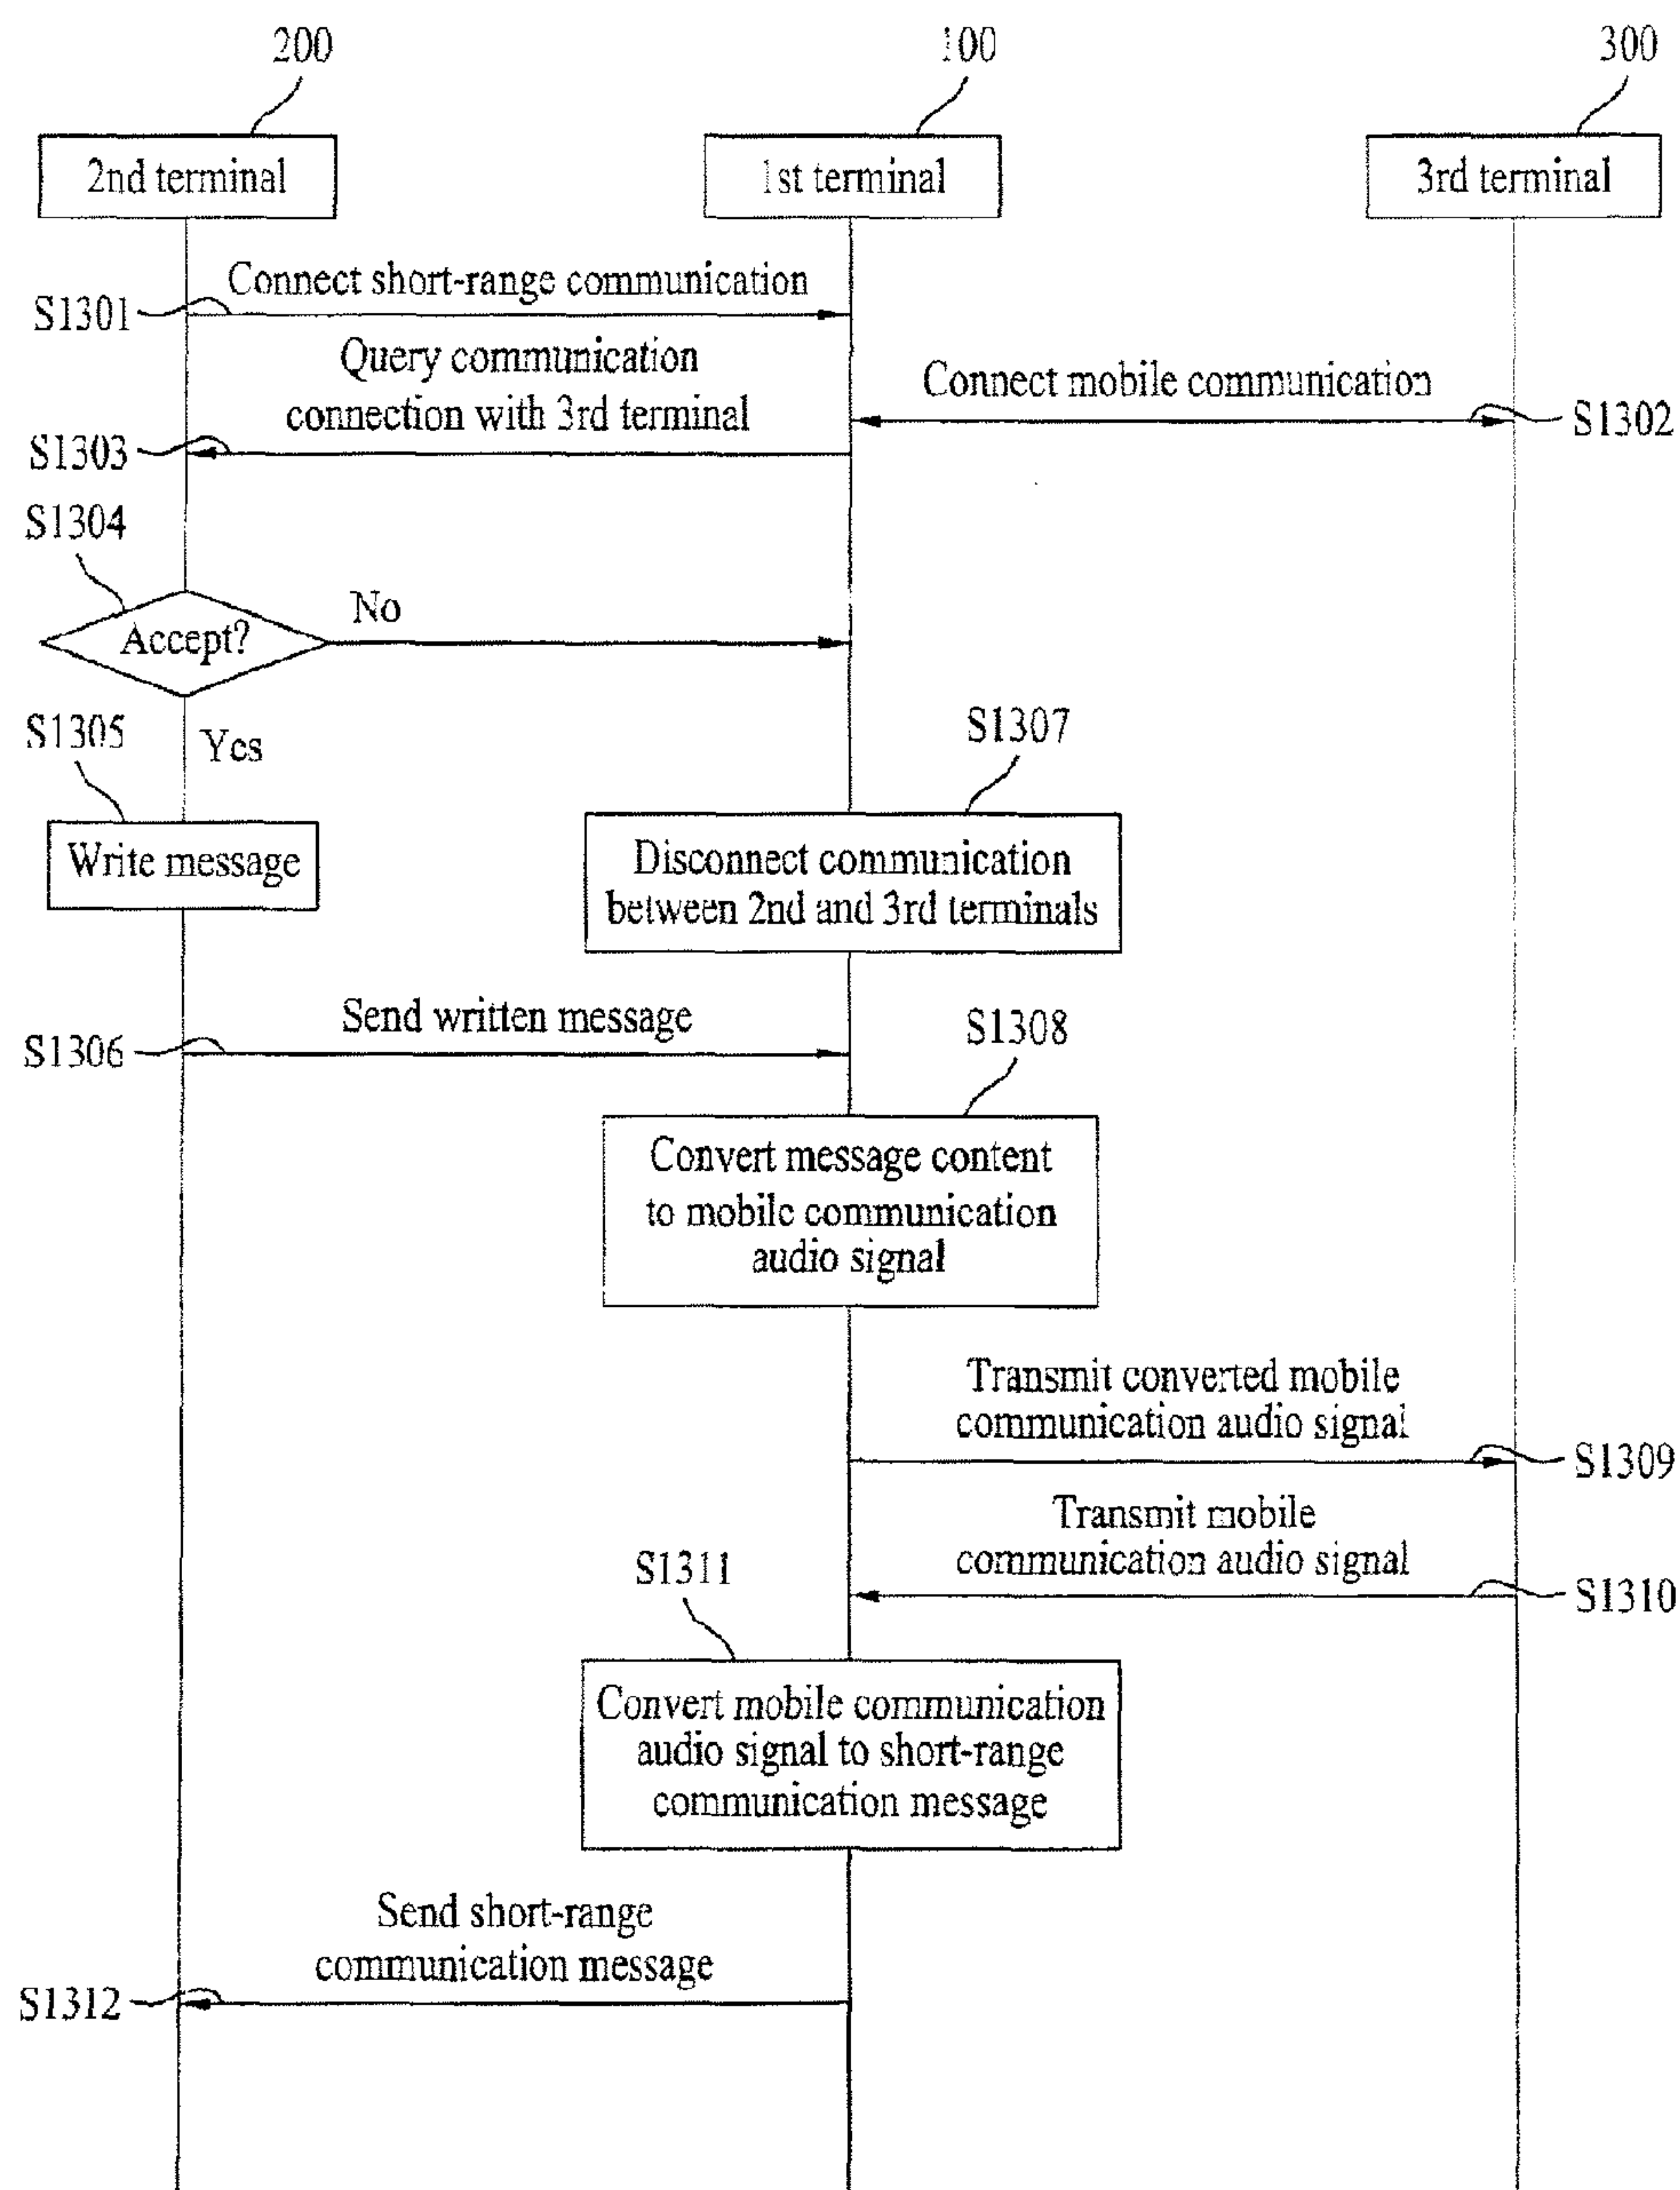 200
100
300
2nd terminal
1st terminal
3rd terminal
Connect short-range communication
S1301
Query communication
connection with 3rd terminal
Connect mobile communication
S1302
S1303
S1304
Accept?
No
S1305
Yes
S1307
Write message
Disconnect communication
between 2nd and 3rd terminals
Send written message
S1306
S1308
Convert message content
to mobile communication
audio signal
Transmit converted mobile
communication audio signal
S1309
Transmit mobile
communication audio signal
S1310
S1311
Convert mobile communication
audio signal to short-range
communication message
Send short-range
communication message
S1312